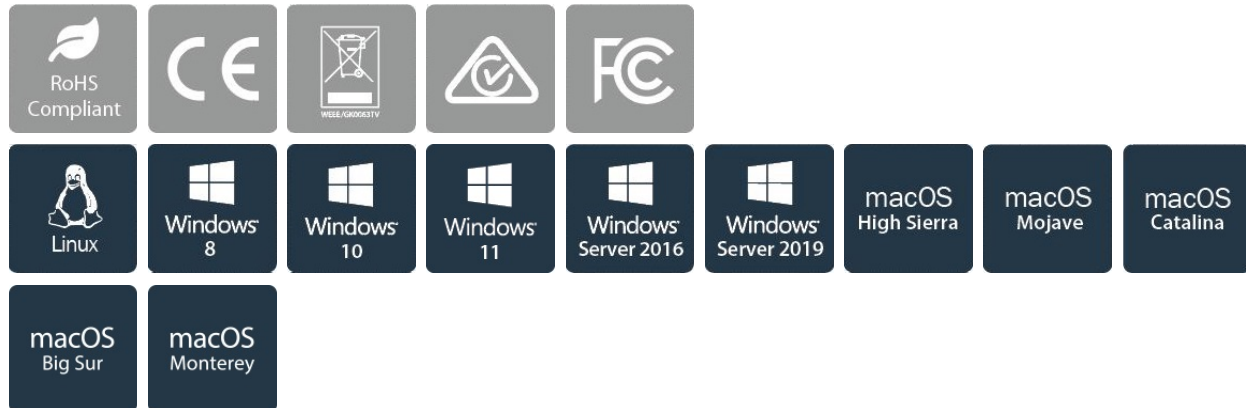 RoHS
Compliant
CE
WEEE/GK0063TV
FC
Linux
Windows
8
Windows
10
Windows
11
Windows
Server 2016
Windows
Server 2019
macOS
High Sierra
macOS
Mojave
macOS
Catalina
macOS
Big Sur
macOS
Monterey